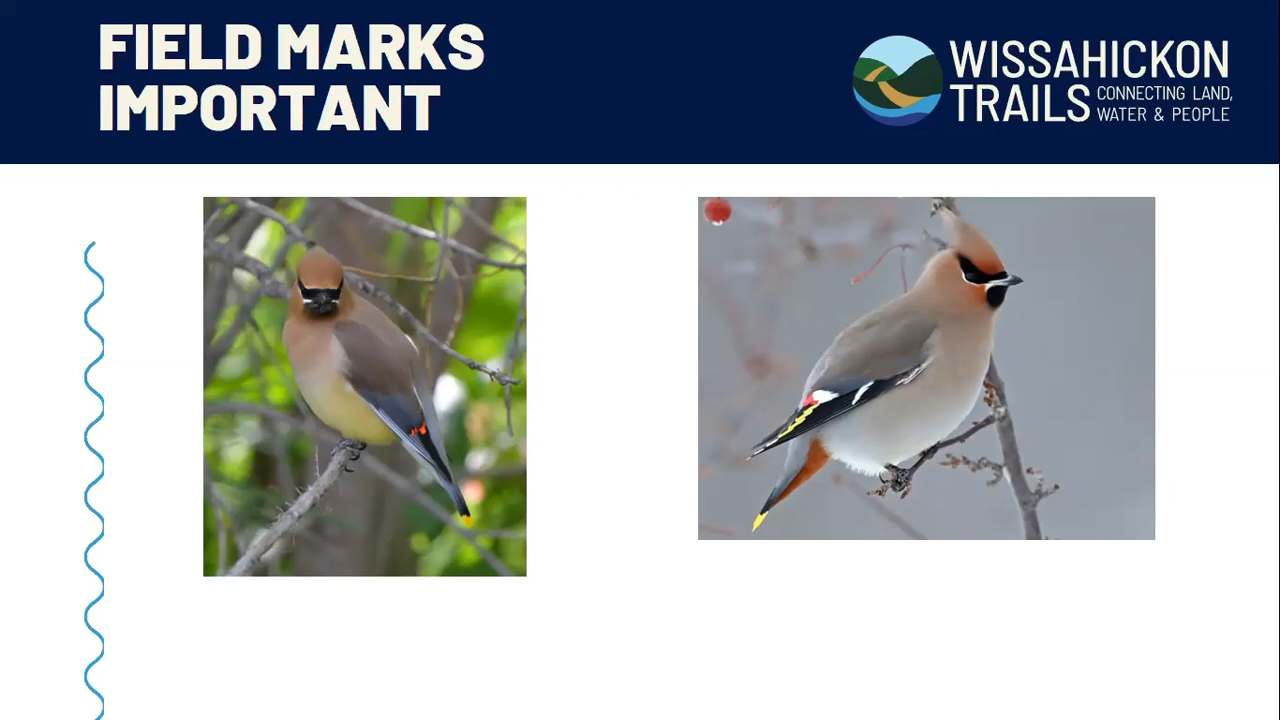 FIELD MARKS
IMPORTANT
WISSAHICKON
TRAILS CONNECTING LAND,
WATER & PEOPLE